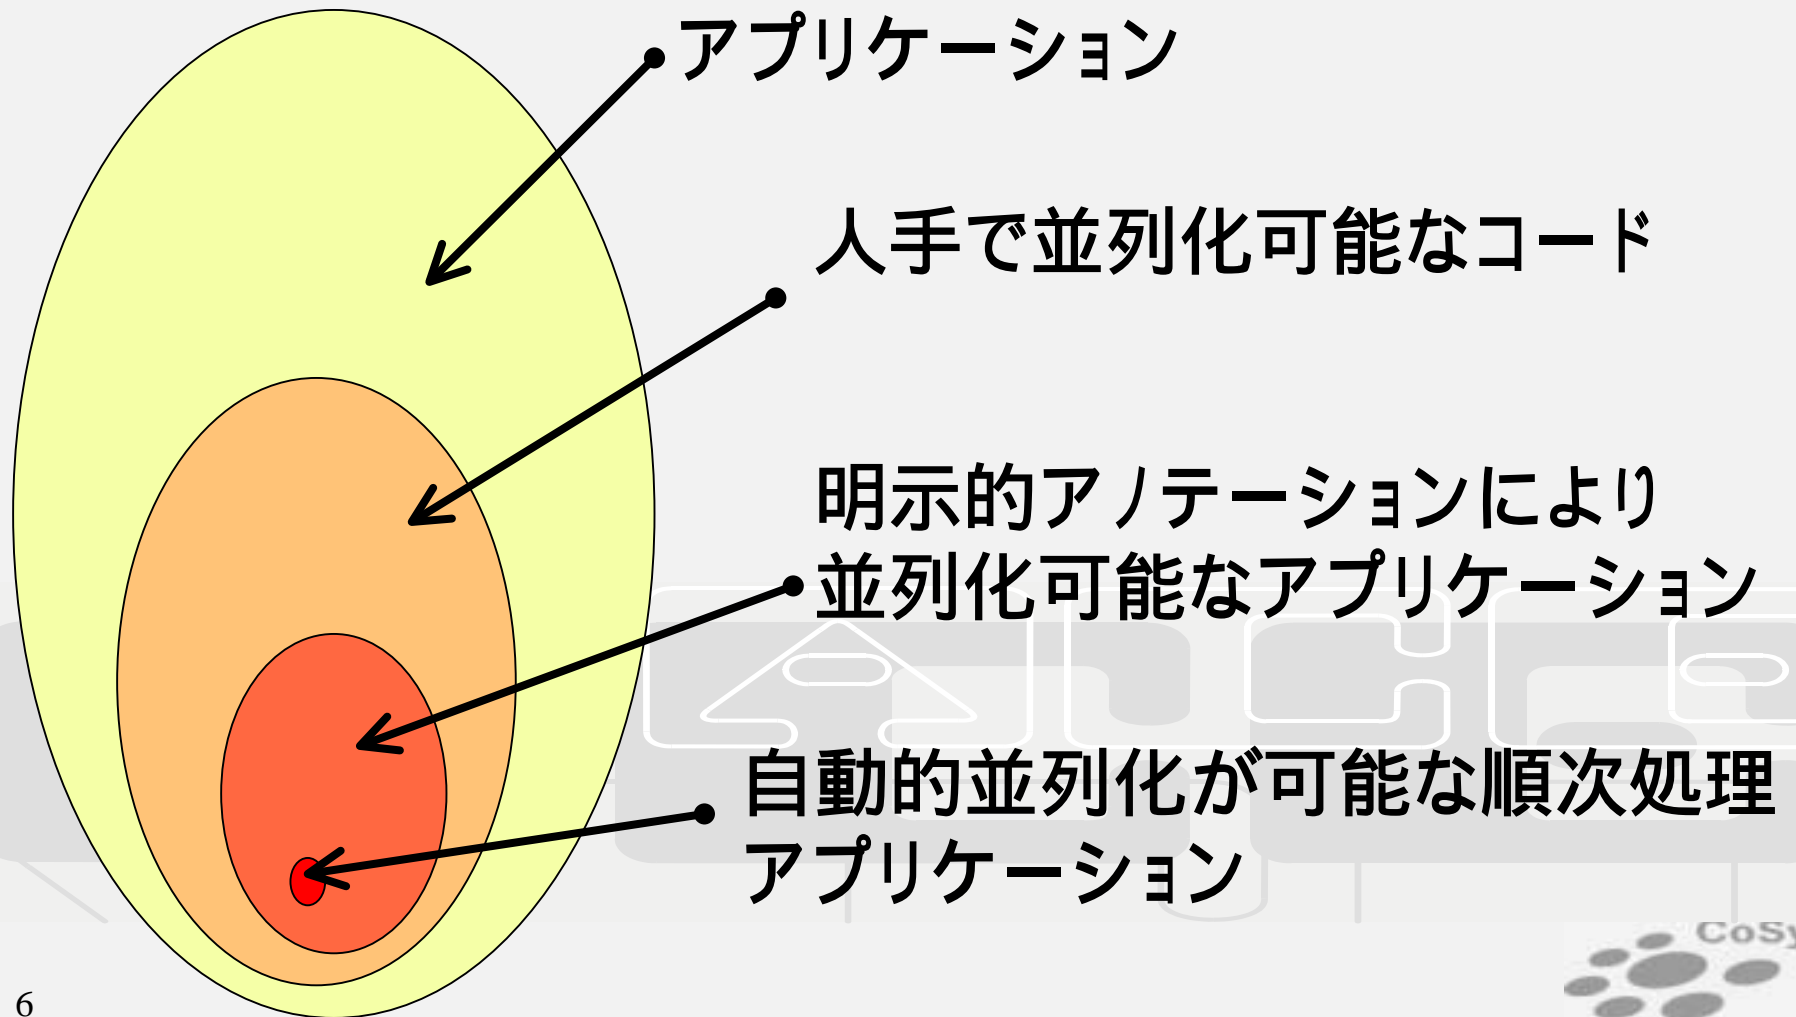 アプリケーション
人手で並列化可能なコード
明示的アノテーションにより
並列化可能なアプリケーション
自動的並列化が可能な順次処理
アプリケーション
CoSy
6